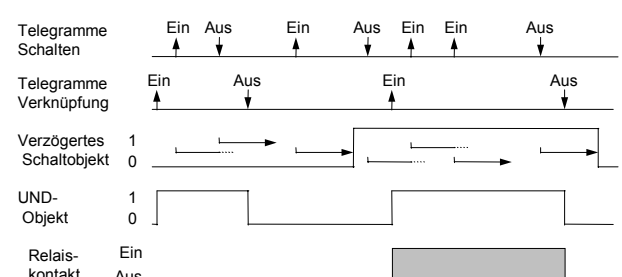 Telegramme Schalten Ein Aus Ein Aus Ein Ein Aus
Telegramme Verknüpfung Ein Aus Ein Aus
Verzögertes Schaltobjekt 1 0
UND-Objekt 1 0
Relais-kontakt Ein Aus